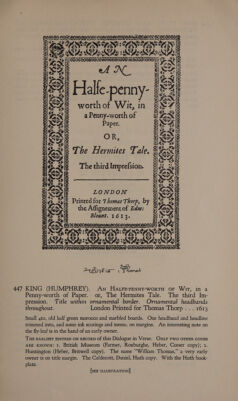 AN
Halfe-penny-
worth of Wit, in
a Penny-worth of
Paper.
OR,
The Hermites Tale.
The third Impression.
LONDON
Printed for Thomas Thorp, by
the Assignement of Edw:
Blount. 1613.
447 KING (HUMPHREY). AN HALFE-PENNY-WORTH OF WIT, in a
Penny-worth of Paper. or, The Hermites Tale. The third Im-
pression. Title within ornamental border. Ornamental headbands
throughout. London Printed for Thomas Thorp . . . 1613
Small 4to, old half green morocco and marbled boards. One headband and headline
trimmed into, and some ink scorings and mems. on margins. An interesting note on
the fly-leaf is in the hand of an early owner.
THE EARLIEST EDITION ON RECORD of this Dialogue in Verse. ONLY TWO OTHER COPIES
ARE KNOWN: 1. British Museum (Farmer, Roxburghe, Heber, Corser copy); 2.
Huntington (Heber, Britwell copy). The name "William Thomas," a very early
owner is on title margin. The Caldecott, Daniel, Huth copy. With the Huth book-
plate.
[SEE ILLUSTRATION]